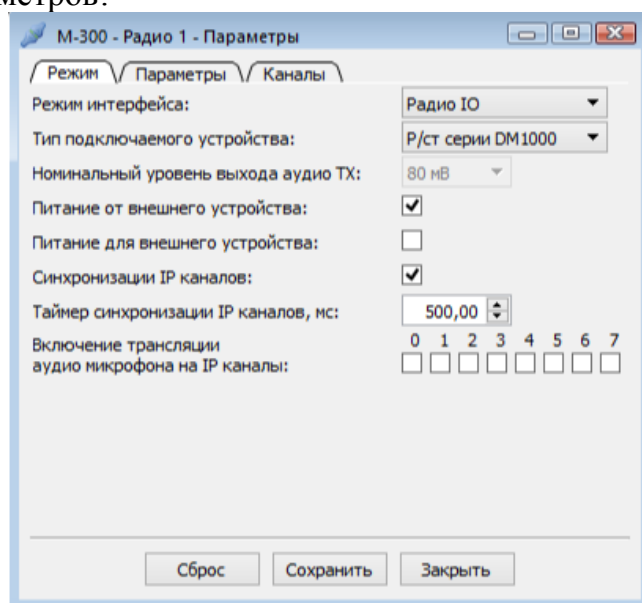 метров.
М-300 - Радио 1 - Параметры
Режим Параметры Каналы
Режим интерфейса: Радио IO
Тип подключаемого устройства: Р/ст серии DM1000
Номинальный уровень выхода аудио TX: 80 мВ
Питание от внешнего устройства:
Питание для внешнего устройства:
Синхронизации IP каналов:
Таймер синхронизации IP каналов, мс: 500,00
Включение трансляции 0 1 2 3 4 5 6 7
аудио микрофона на IP каналы:
Сброс Сохранить Закрыть